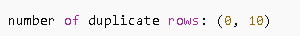 number of duplicate rows: (0, 10)